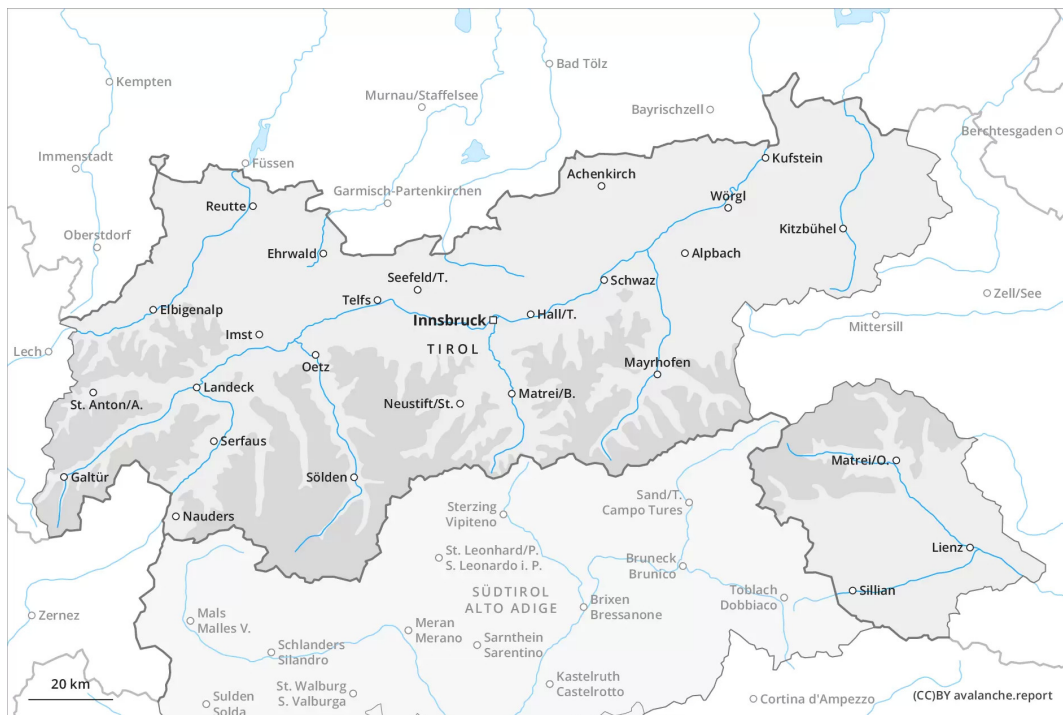 Kempten
Bad Tölz
Murnau/Staffelsee
Bayrischzell
Berchtesgaden
Immenstadt
Füssen
Kufstein
Achenkirch
Garmisch-Partenkirchen
Reutte
Wörgl
Oberstdorf
Kitzbühel
Ehrwald
Alpbach
Seefeld/T.
Schwaz
Telfs
Zell/See
Elbigenalp
Innsbruck
Hall/T.
Mittersill
Imst
TIROL
Lech
Oetz
Mayrhofen
Landeck
Matrei/B.
St. Anton/A.
Neustift/St.
Serfaus
Matrei/O.
Galtür
Sölden
Sand/T.
Campo Tures
Sterzing
Vipiteno
Nauders
St. Leonhard/P.
S. Leonardo i. P.
Lienz
Bruneck
Brunico
SÜDTIROL
ALTO ADIGE
Toblach
Dobbiaco
Sillian
Brixen
Bressanone
Zernez
Mals
Malles V.
Meran
Merano
Sarnthein
Sarentino
Schlanders
Silandro
Kastelruth
Castelrotto
20 km
St. Walburg
S. Valburga
Sulden
Solda
Cortina d'Ampezzo
(CC)BY avalanche.report